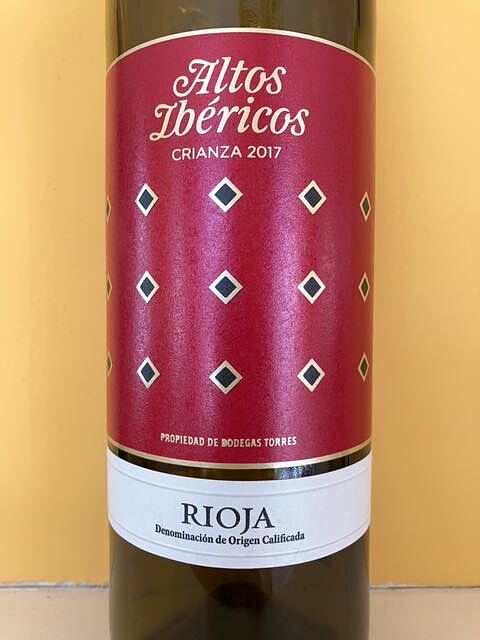 Altos
Ibéricos
CRIANZA 2017
PROPIEDAD DE BODEGAS TORRES
RIOJA
Denominación de Origen Calificada